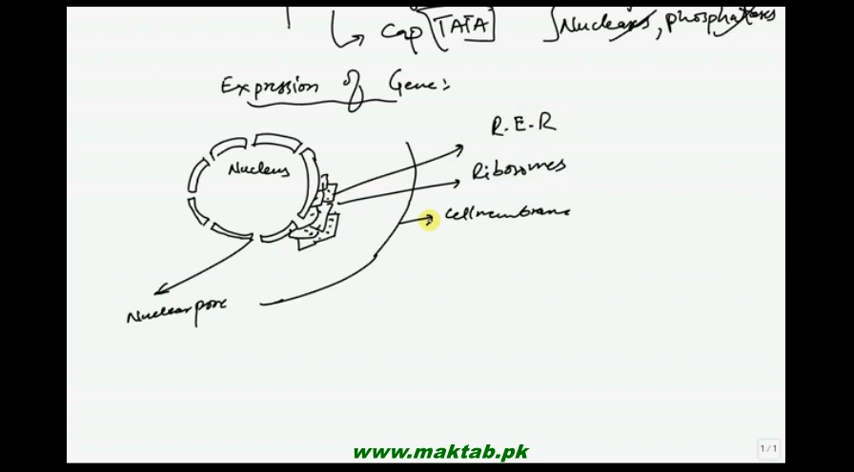 Cap TATA Nucleases, phosphatases
Expression of Gene:
R.E.R
Nucleus
Ribosomes
Cell membrane
Nuclear pore
1/1
www.maktab.pk